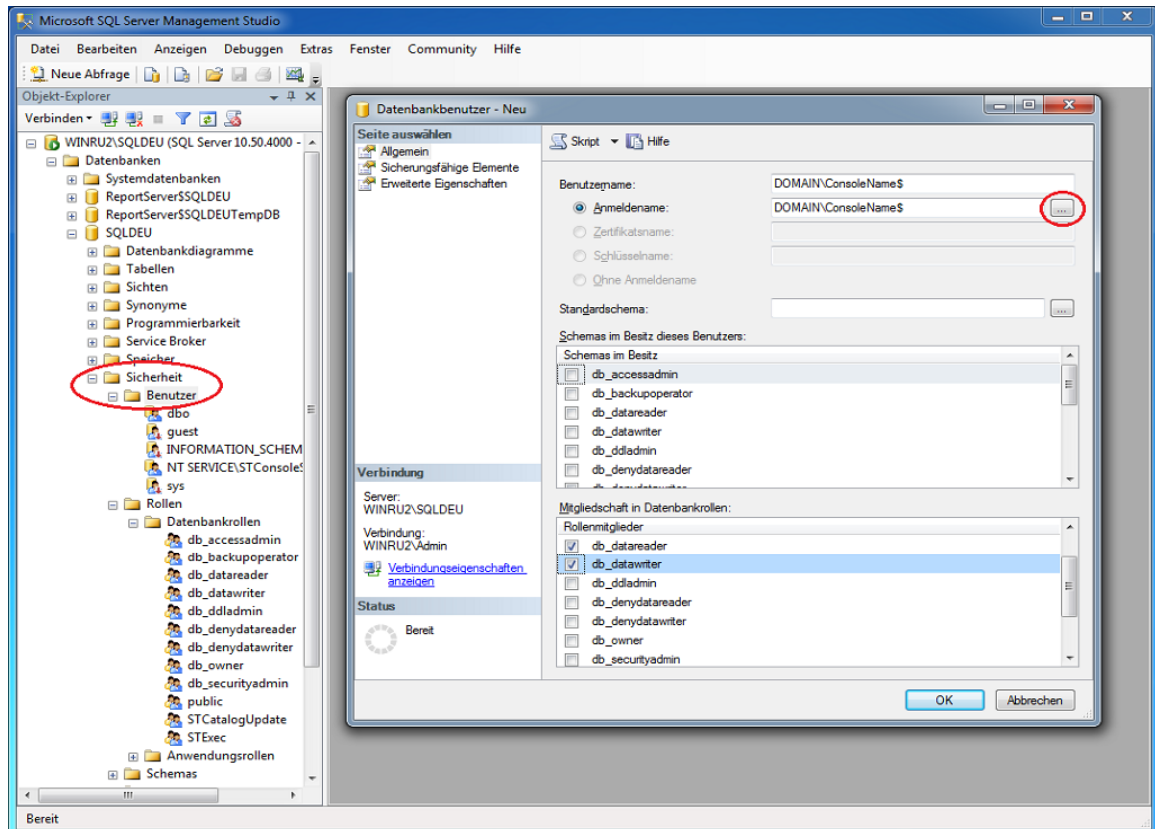 Microsoft SQL Server Management Studio
Datei Bearbeiten Anzeigen Debuggen Extras Fenster Community Hilfe
Neue Abfrage
Objekt-Explorer
Verbinden
WINRU2\SQLDEU (SQL Server 10.50.4000 -
Datenbanken
Systemdatenbanken
ReportServer$SQLDEU
ReportServer$SQLDEUTempDB
SQLDEU
Datenbankdiagramme
Tabellen
Sichten
Synonyme
Programmierbarkeit
Service Broker
Speicher
Sicherheit
Benutzer
dbo
guest
INFORMATION_SCHEM
NT SERVICE\STConsoleS
sys
Rollen
Datenbankrollen
db_accessadmin
db_backupoperator
db_datareader
db_datawriter
db_ddladmin
db_denydatareader
db_denydatawriter
db_owner
db_securityadmin
public
STCatalogUpdate
STExec
Anwendungsrollen
Schemas
Bereit
Datenbankbenutzer - Neu
Seite auswählen
Allgemein
Sicherungsfähige Elemente
Erweiterte Eigenschaften
Verbindung
Server:
WINRU2\SQLDEU
Verbindung:
WINRU2\Admin
Verbindungseigenschaften
anzeigen
Status
Bereit
Skript Hilfe
Benutzername: DOMAIN\ConsoleName$
Anmeldename: DOMAIN\ConsoleName$ ...
Zertifikatsname:
Schlüsselname:
Ohne Anmeldename
Standardschema: ...
Schemas im Besitz dieses Benutzers:
Schemas im Besitz
db_accessadmin
db_backupoperator
db_datareader
db_datawriter
db_ddladmin
db_denydatareader
db_denydatawriter
Mitgliedschaft in Datenbankrollen:
Rollenmitglieder
db_datareader
db_datawriter
db_ddladmin
db_denydatareader
db_denydatawriter
db_owner
db_securityadmin
OK Abbrechen